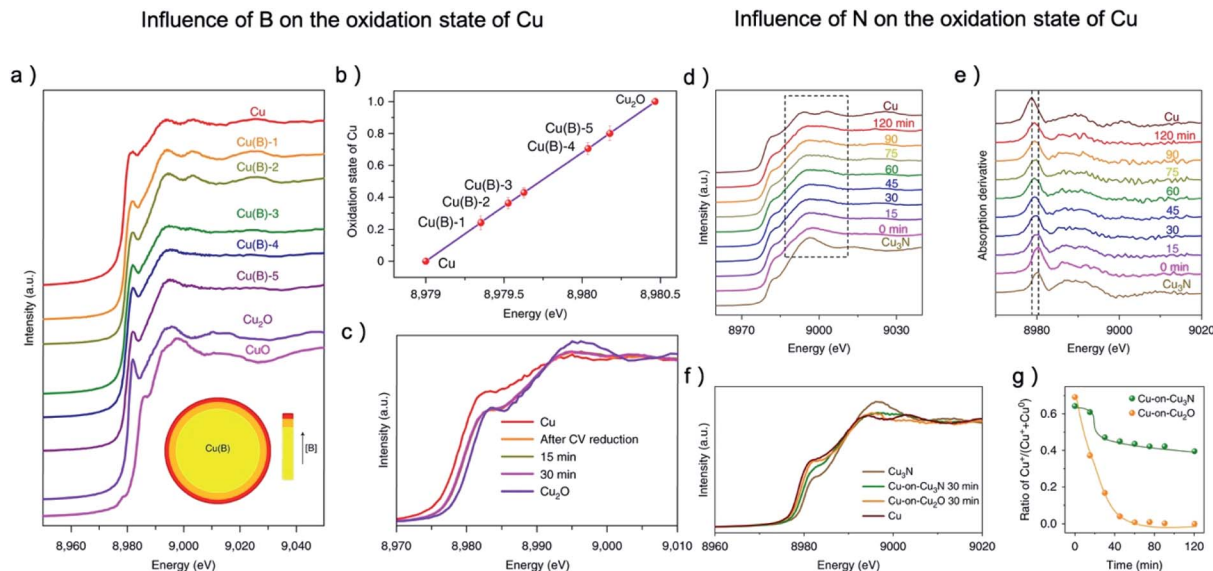 Influence of B on the oxidation state of Cu
Influence of N on the oxidation state of Cu
a )
Cu
Cu(B)-1
Cu(B)-2
Cu(B)-3
Cu(B)-4
Cu(B)-5
Cu₂O
CuO
Cu(B)
[B]
Intensity (a.u.)
8,960 8,980 9,000 9,020 9,040
Energy (eV)
b )
Oxidation state of Cu
1.0
0.8
0.6
0.4
0.2
0
Cu₂O
Cu(B)-5
Cu(B)-4
Cu(B)-3
Cu(B)-2
Cu(B)-1
Cu
8,979 8,979.5 8,980 8,980.5
Energy (eV)
c )
Intensity (a.u.)
Cu
After CV reduction
15 min
30 min
Cu₂O
8,970 8,980 8,990 9,000 9,010
Energy (eV)
d )
Intensity (a.u.)
Cu
120 min
90
75
60
45
30
15
0 min
Cu₃N
8970 9000 9030
Energy (eV)
e )
Absorption derivative
Cu
120 min
90
75
60
45
30
15
0 min
Cu₃N
8980 9000 9020
Energy (eV)
f )
Intensity (a.u.)
Cu₃N
Cu-on-Cu₃N 30 min
Cu-on-Cu₂O 30 min
Cu
8960 8970 8980 8990 9000 9020
Energy (eV)
g )
Ratio of Cu⁺/(Cu⁺+Cu⁰)
0.6
0.4
0.2
0.0
Cu-on-Cu₃N
Cu-on-Cu₂O
0 30 60 90 120
Time (min)